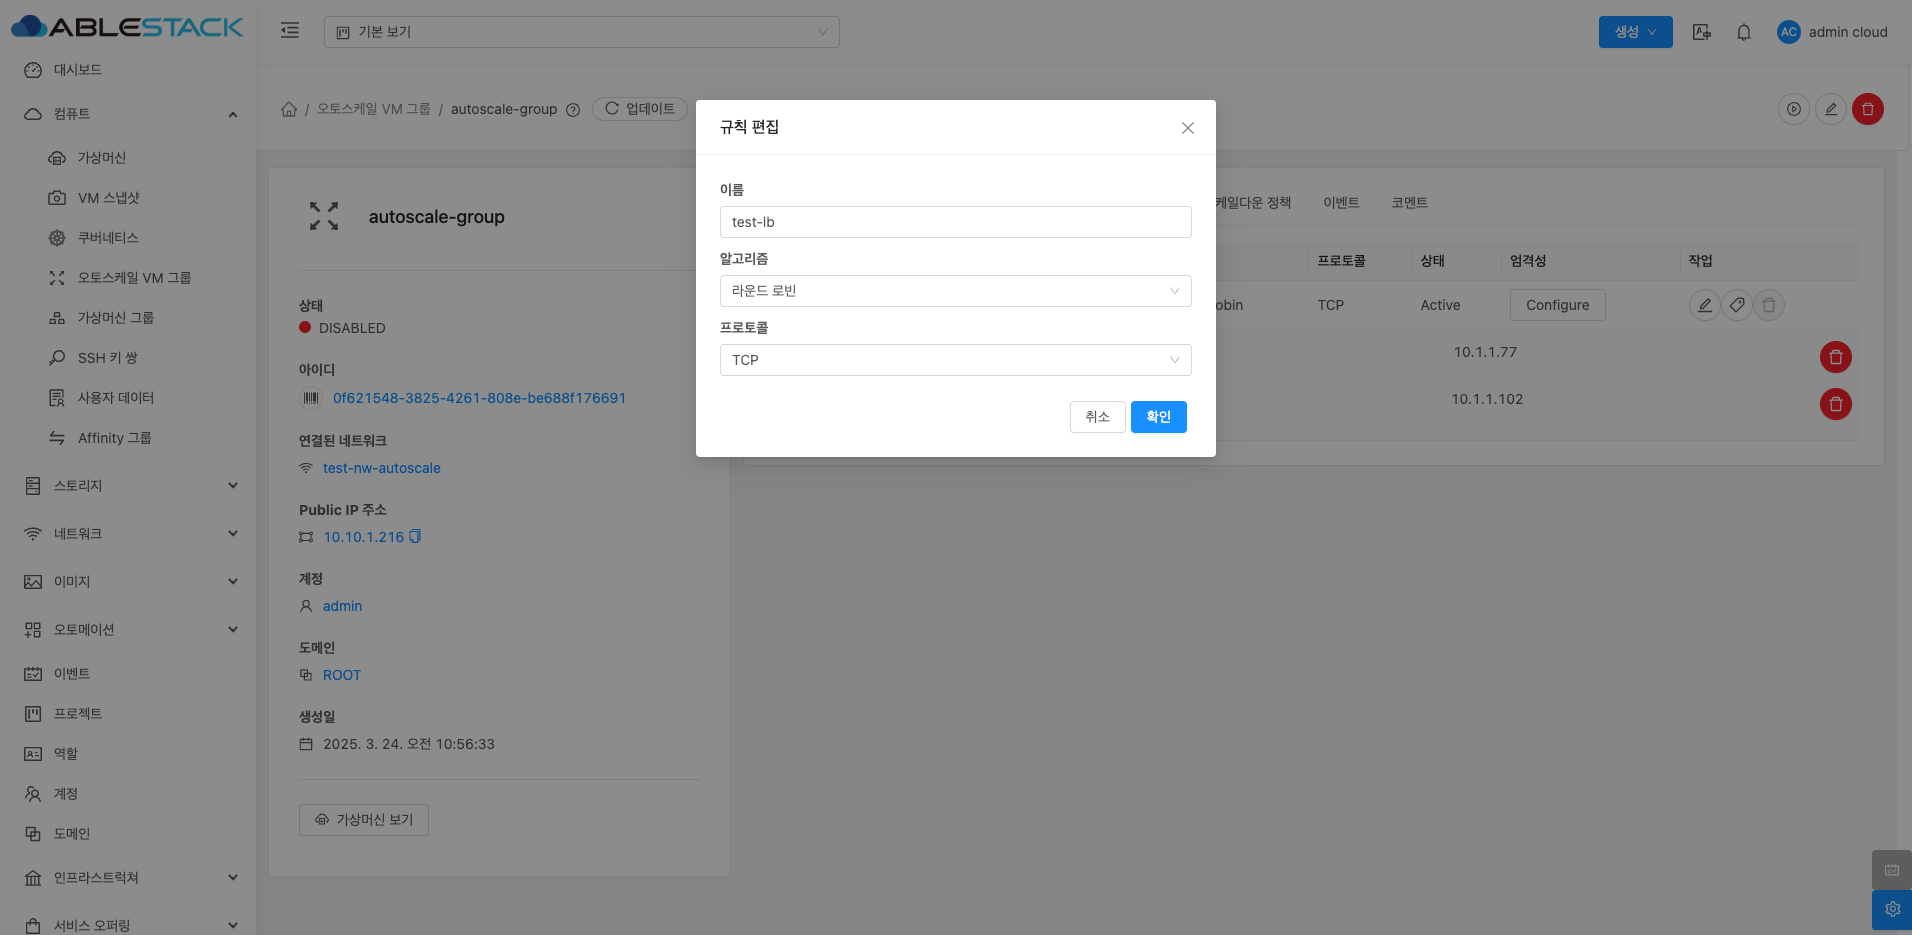 ABLESTACK
기본 보기
생성
AC
admin cloud
대시보드
컴퓨트
가상머신
VM 스냅샷
쿠버네티스
오토스케일 VM 그룹
가상머신 그룹
SSH 키 쌍
사용자 데이터
Affinity 그룹
스토리지
네트워크
이미지
오토메이션
이벤트
프로젝트
역할
계정
도메인
인프라스트럭쳐
서비스 오퍼링
/ 오토스케일 VM 그룹 / autoscale-group
업데이트
autoscale-group
상태
DISABLED
아이디
0f621548-3825-4261-808e-be688f176691
연결된 네트워크
test-nw-autoscale
Public IP 주소
10.10.1.216
계정
admin
도메인
ROOT
생성일
2025. 3. 24. 오전 10:56:33
가상머신 보기
규칙 편집
이름
test-lb
알고리즘
라운드 로빈
프로토콜
TCP
취소
확인
케일다운 정책
이벤트
코멘트
프로토콜
상태
엄격성
작업
obin
TCP
Active
Configure
10.1.1.77
10.1.1.102